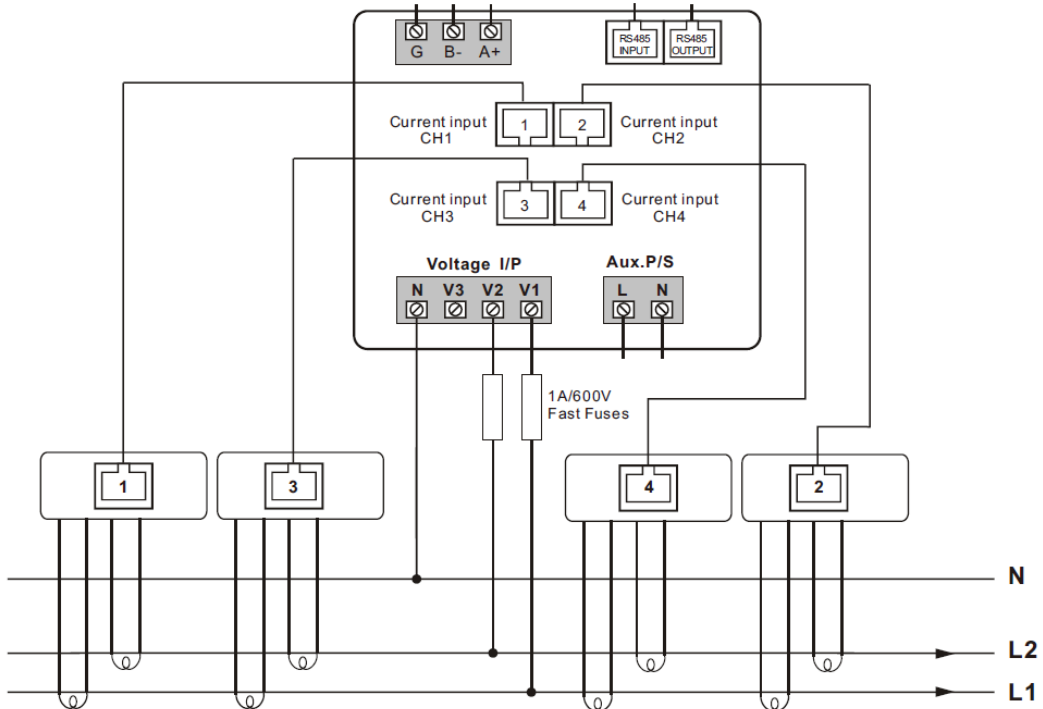 G B- A+
RS485 INPUT
RS485 OUTPUT
Current input
CH1
1
2
Current input
CH2
Current input
CH3
3
4
Current input
CH4
Voltage I/P
N V3 V2 V1
Aux.P/S
L N
1A/600V
Fast Fuses
1
3
4
2
N
L2
L1